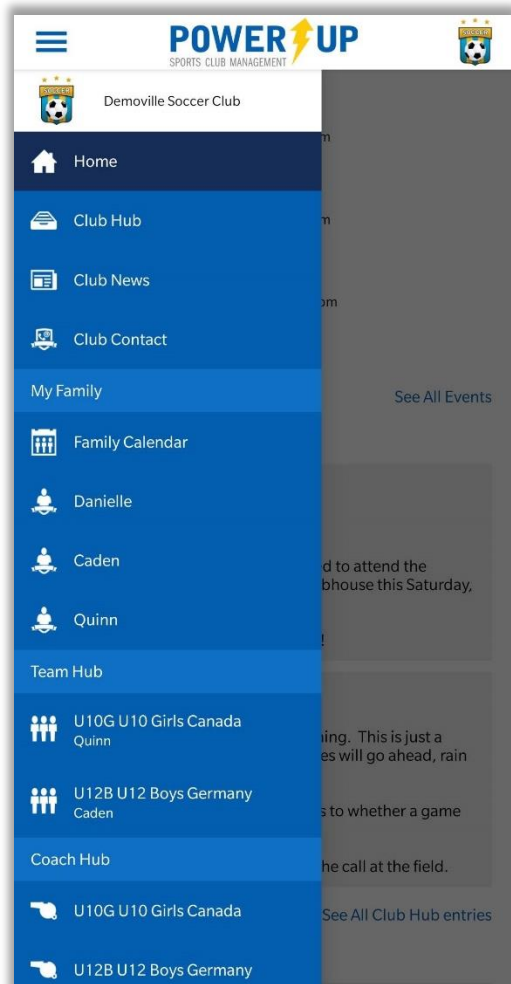 POWER UP
SPORTS CLUB MANAGEMENT
SOCCER
SOCCER
Demoville Soccer Club
Home
Club Hub
Club News
Club Contact
My Family
Family Calendar
Danielle
Caden
Quinn
Team Hub
U10G U10 Girls Canada
Quinn
U12B U12 Boys Germany
Caden
Coach Hub
U10G U10 Girls Canada
U12B U12 Boys Germany
m
m
om
See All Events
d to attend the
bhouse this Saturday,
!
ing. This is just a
es will go ahead, rain
s to whether a game
he call at the field.
See All Club Hub entries